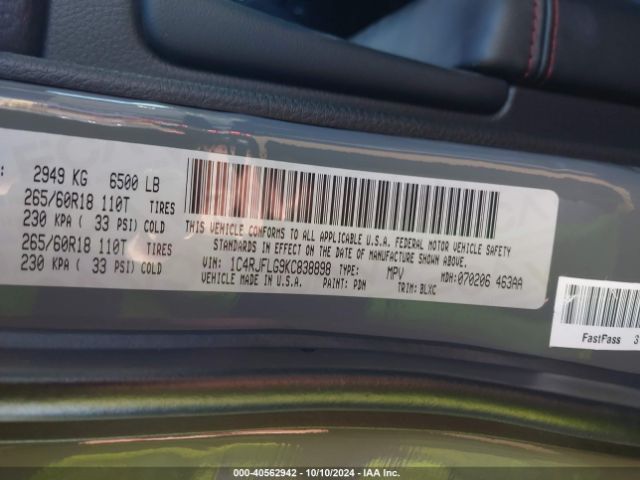 : 2949 KG 6500 LB
265/60R18 110T TIRES
230 KPA ( 33 PSI) COLD
265/60R18 110T TIRES
230 KPA ( 33 PSI) COLD
THIS VEHICLE CONFORMS TO ALL APPLICABLE U.S.A. FEDERAL MOTOR VEHICLE SAFETY
STANDARDS IN EFFECT ON THE DATE OF MANUFACTURE SHOWN ABOVE.
VIN: 1C4RJFLG9KC838898 TYPE: MPV MDH:070206 463AA
VEHICLE MADE IN U.S.A. PAINT: PDN TRIM: BLXC
FastPass 3
000-40562942 - 10/10/2024 - IAA Inc.